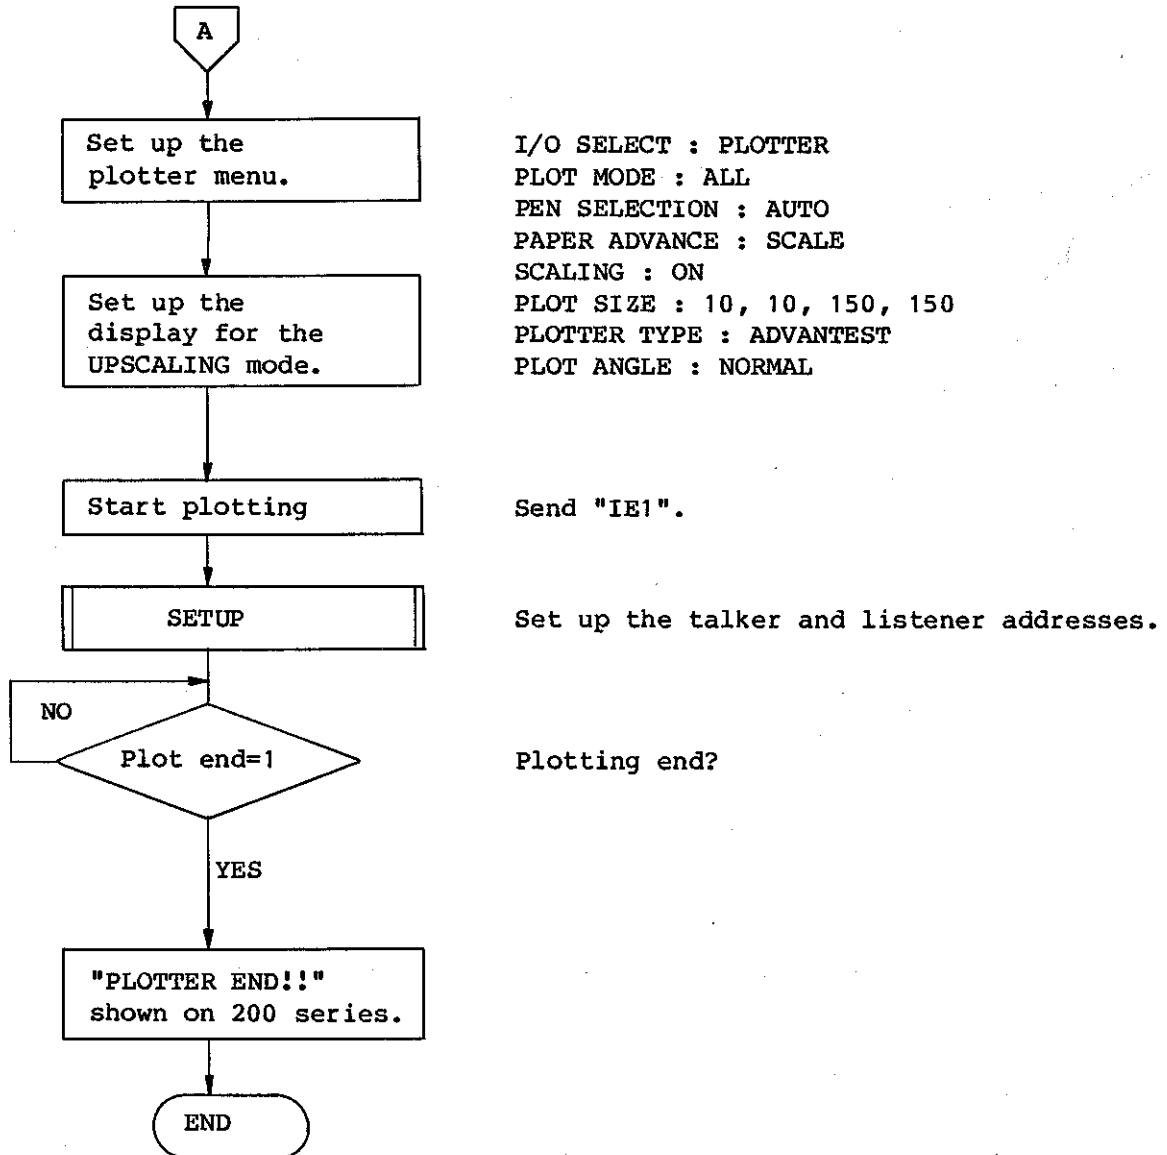 A
Set up the
plotter menu.
I/O SELECT : PLOTTER
PLOT MODE : ALL
PEN SELECTION : AUTO
PAPER ADVANCE : SCALE
SCALING : ON
PLOT SIZE : 10, 10, 150, 150
PLOTTER TYPE : ADVANTEST
PLOT ANGLE : NORMAL
Set up the
display for the
UPSCALING mode.
Start plotting
Send "IE1".
SETUP
Set up the talker and listener addresses.
NO
Plot end=1
Plotting end?
YES
"PLOTTER END!!"
shown on 200 series.
END